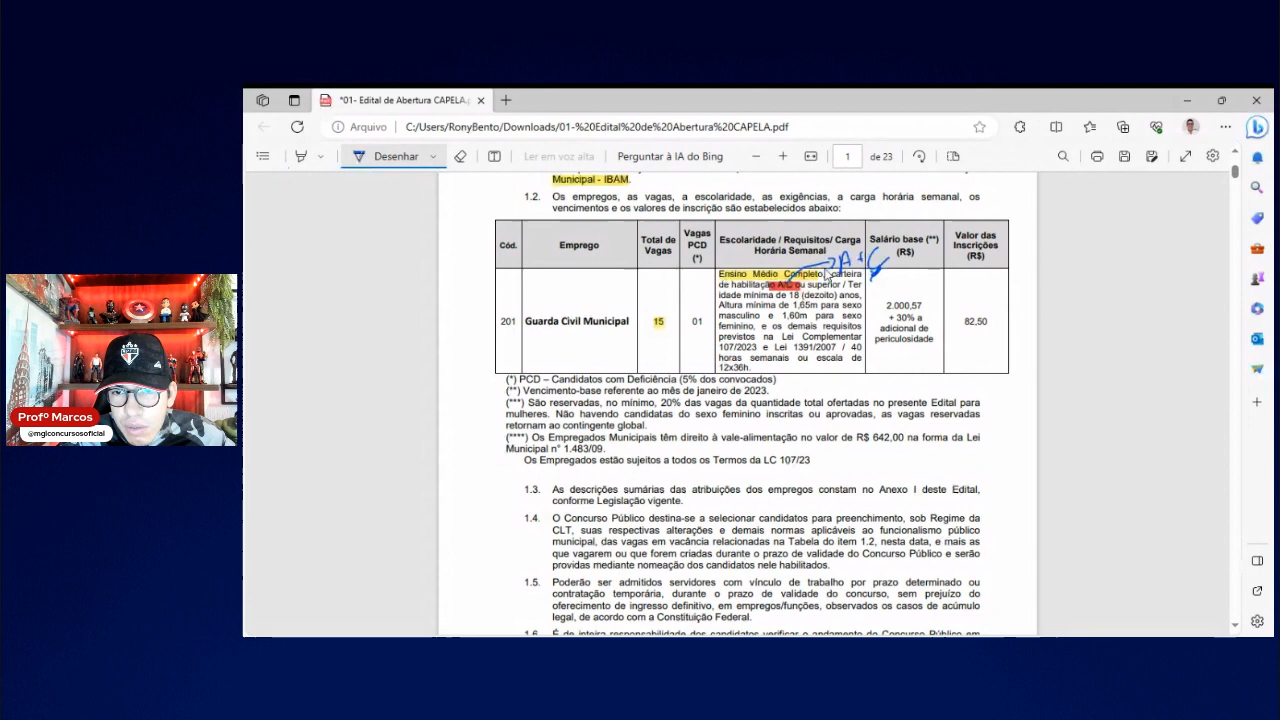 *01- Edital de Abertura CAPELA.p
Arquivo
C:/Users/RonyBento/Downloads/01-%20Edital%20de%20Abertura%20CAPELA.pdf
Desenhar
Ler em voz alta
Perguntar à IA do Bing
1
de 23
Municipal - IBAM.
1.2. Os empregos, as vagas, a escolaridade, as exigências, a carga horária semanal, os
vencimentos e os valores de inscrição são estabelecidos abaixo:
Cód.
Emprego
Total de
Vagas
Vagas
PCD
(*)
Escolaridade / Requisitos/ Carga
Horária Semanal
Salário base (**)
(R$)
Valor das
Inscrições
(R$)
A + C
201
Guarda Civil Municipal
15
01
Ensino Médio Completo, carteira
de habilitação A/C ou superior / Ter
idade mínima de 18 (dezoito) anos,
Altura mínima de 1,65m para sexo
masculino e 1,60m para sexo
feminino, e os demais requisitos
previstos na Lei Complementar
107/2023 e Lei 1391/2007 / 40
horas semanais ou escala de
12x36h.
2.000,57
+ 30% a
adicional de
periculosidade
82,50
(*) PCD – Candidatos com Deficiência (5% dos convocados)
(**) Vencimento-base referente ao mês de janeiro de 2023.
(***) São reservadas, no mínimo, 20% das vagas da quantidade total ofertadas no presente Edital para
mulheres. Não havendo candidatas do sexo feminino inscritas ou aprovadas, as vagas reservadas
retornam ao contingente global.
(****) Os Empregados Municipais têm direito à vale-alimentação no valor de R$ 642,00 na forma da Lei
Municipal n° 1.483/09.
Os Empregados estão sujeitos a todos os Termos da LC 107/23
1.3. As descrições sumárias das atribuições dos empregos constam no Anexo I deste Edital,
conforme Legislação vigente.
1.4. O Concurso Público destina-se a selecionar candidatos para preenchimento, sob Regime da
CLT, suas respectivas alterações e demais normas aplicáveis ao funcionalismo público
municipal, das vagas em vacância relacionadas na Tabela do item 1.2, nesta data, e mais as
que vagarem ou que forem criadas durante o prazo de validade do Concurso Público e serão
providas mediante nomeação dos candidatos nele habilitados.
1.5. Poderão ser admitidos servidores com vínculo de trabalho por prazo determinado ou
contratação temporária, durante o prazo de validade do concurso, sem prejuízo do
oferecimento de ingresso definitivo, em empregos/funções, observados os casos de acúmulo
legal, de acordo com a Constituição Federal.
1.6. É de inteira responsabilidade dos candidatos verificar o andamento do Concurso Público em
Profº Marcos
@mglconcursosoficial